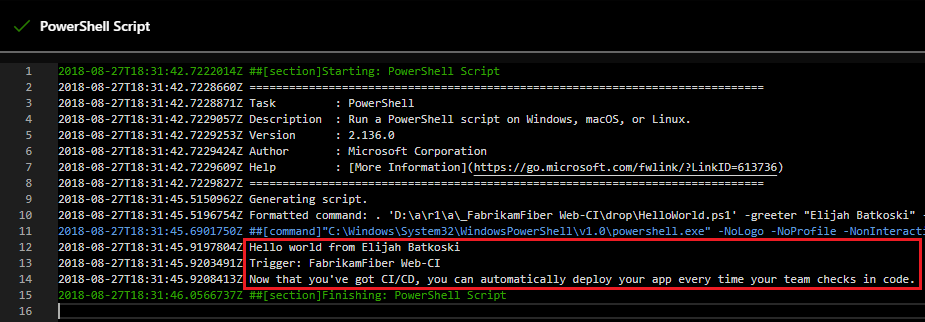 PowerShell Script
1 2018-08-27T18:31:42.7222014Z ##[section]Starting: PowerShell Script
2 2018-08-27T18:31:42.7228660Z ==============================================================================
3 2018-08-27T18:31:42.7228871Z Task         : PowerShell
4 2018-08-27T18:31:42.7229057Z Description  : Run a PowerShell script on Windows, macOS, or Linux.
5 2018-08-27T18:31:42.7229253Z Version      : 2.136.0
6 2018-08-27T18:31:42.7229424Z Author       : Microsoft Corporation
7 2018-08-27T18:31:42.7229609Z Help         : [More Information](https://go.microsoft.com/fwlink/?LinkID=613736)
8 2018-08-27T18:31:42.7229827Z ==============================================================================
9 2018-08-27T18:31:45.5150962Z Generating script.
10 2018-08-27T18:31:45.5196754Z Formatted command: . 'D:\a\r1\a\_FabrikamFiber Web-CI\drop\HelloWorld.ps1' -greeter "Elijah Batkoski" -
11 2018-08-27T18:31:45.6901750Z ##[command]"C:\Windows\System32\WindowsPowerShell\v1.0\powershell.exe" -NoLogo -NoProfile -NonInteracti
12 2018-08-27T18:31:45.9197804Z Hello world from Elijah Batkoski
13 2018-08-27T18:31:45.9203491Z Trigger: FabrikamFiber Web-CI
14 2018-08-27T18:31:45.9208413Z Now that you've got CI/CD, you can automatically deploy your app every time your team checks in code.
15 2018-08-27T18:31:46.0566737Z ##[section]Finishing: PowerShell Script
16